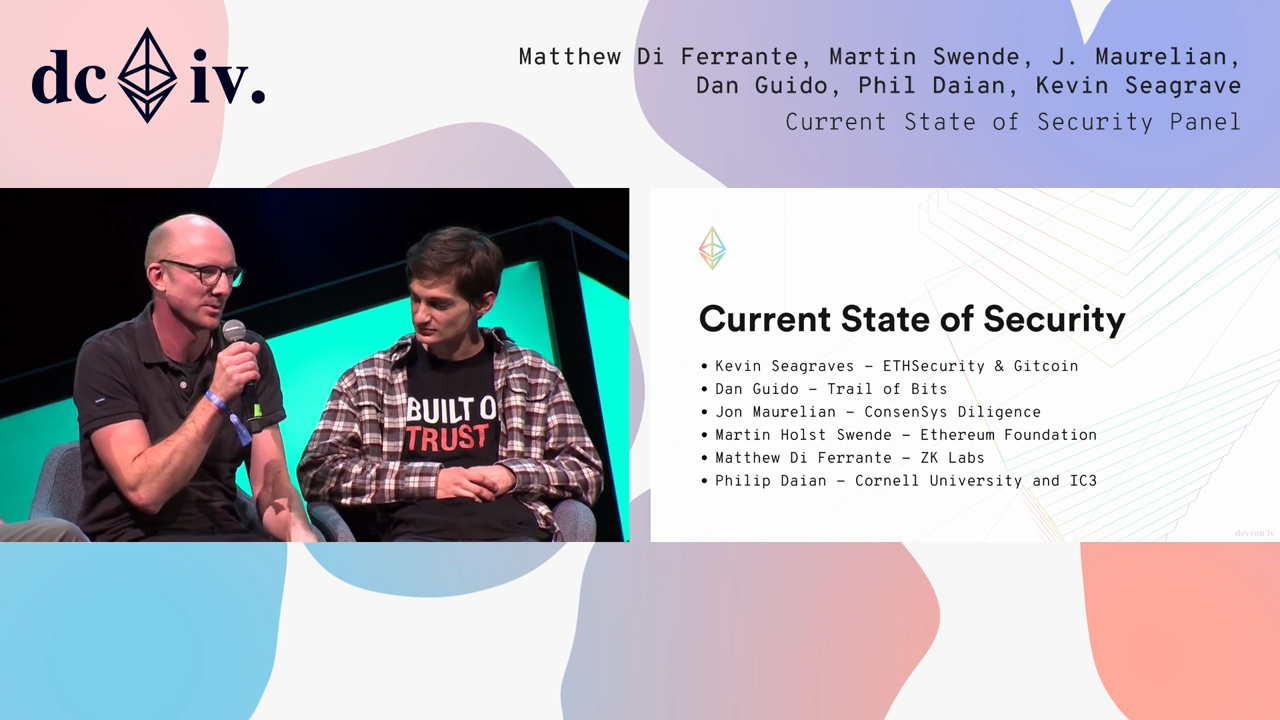 dc iv.
Matthew Di Ferrante, Martin Swende, J. Maurelian,
Dan Guido, Phil Daian, Kevin Seagrave
Current State of Security Panel
BUILT O
TRUST
Current State of Security
• Kevin Seagraves – ETHSecurity & Gitcoin
• Dan Guido – Trail of Bits
• Jon Maurelian – ConsenSys Diligence
• Martin Holst Swende – Ethereum Foundation
• Matthew Di Ferrante – ZK Labs
• Philip Daian – Cornell University and IC3
devcon iv